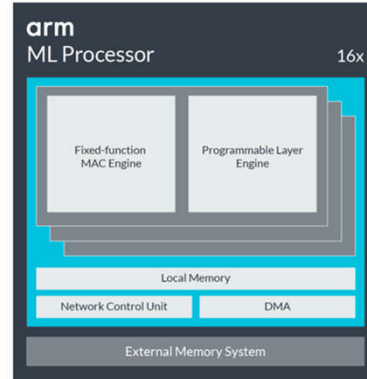 arm
ML Processor 16x
Fixed-function
MAC Engine
Programmable Layer
Engine
Local Memory
Network Control Unit
DMA
External Memory System